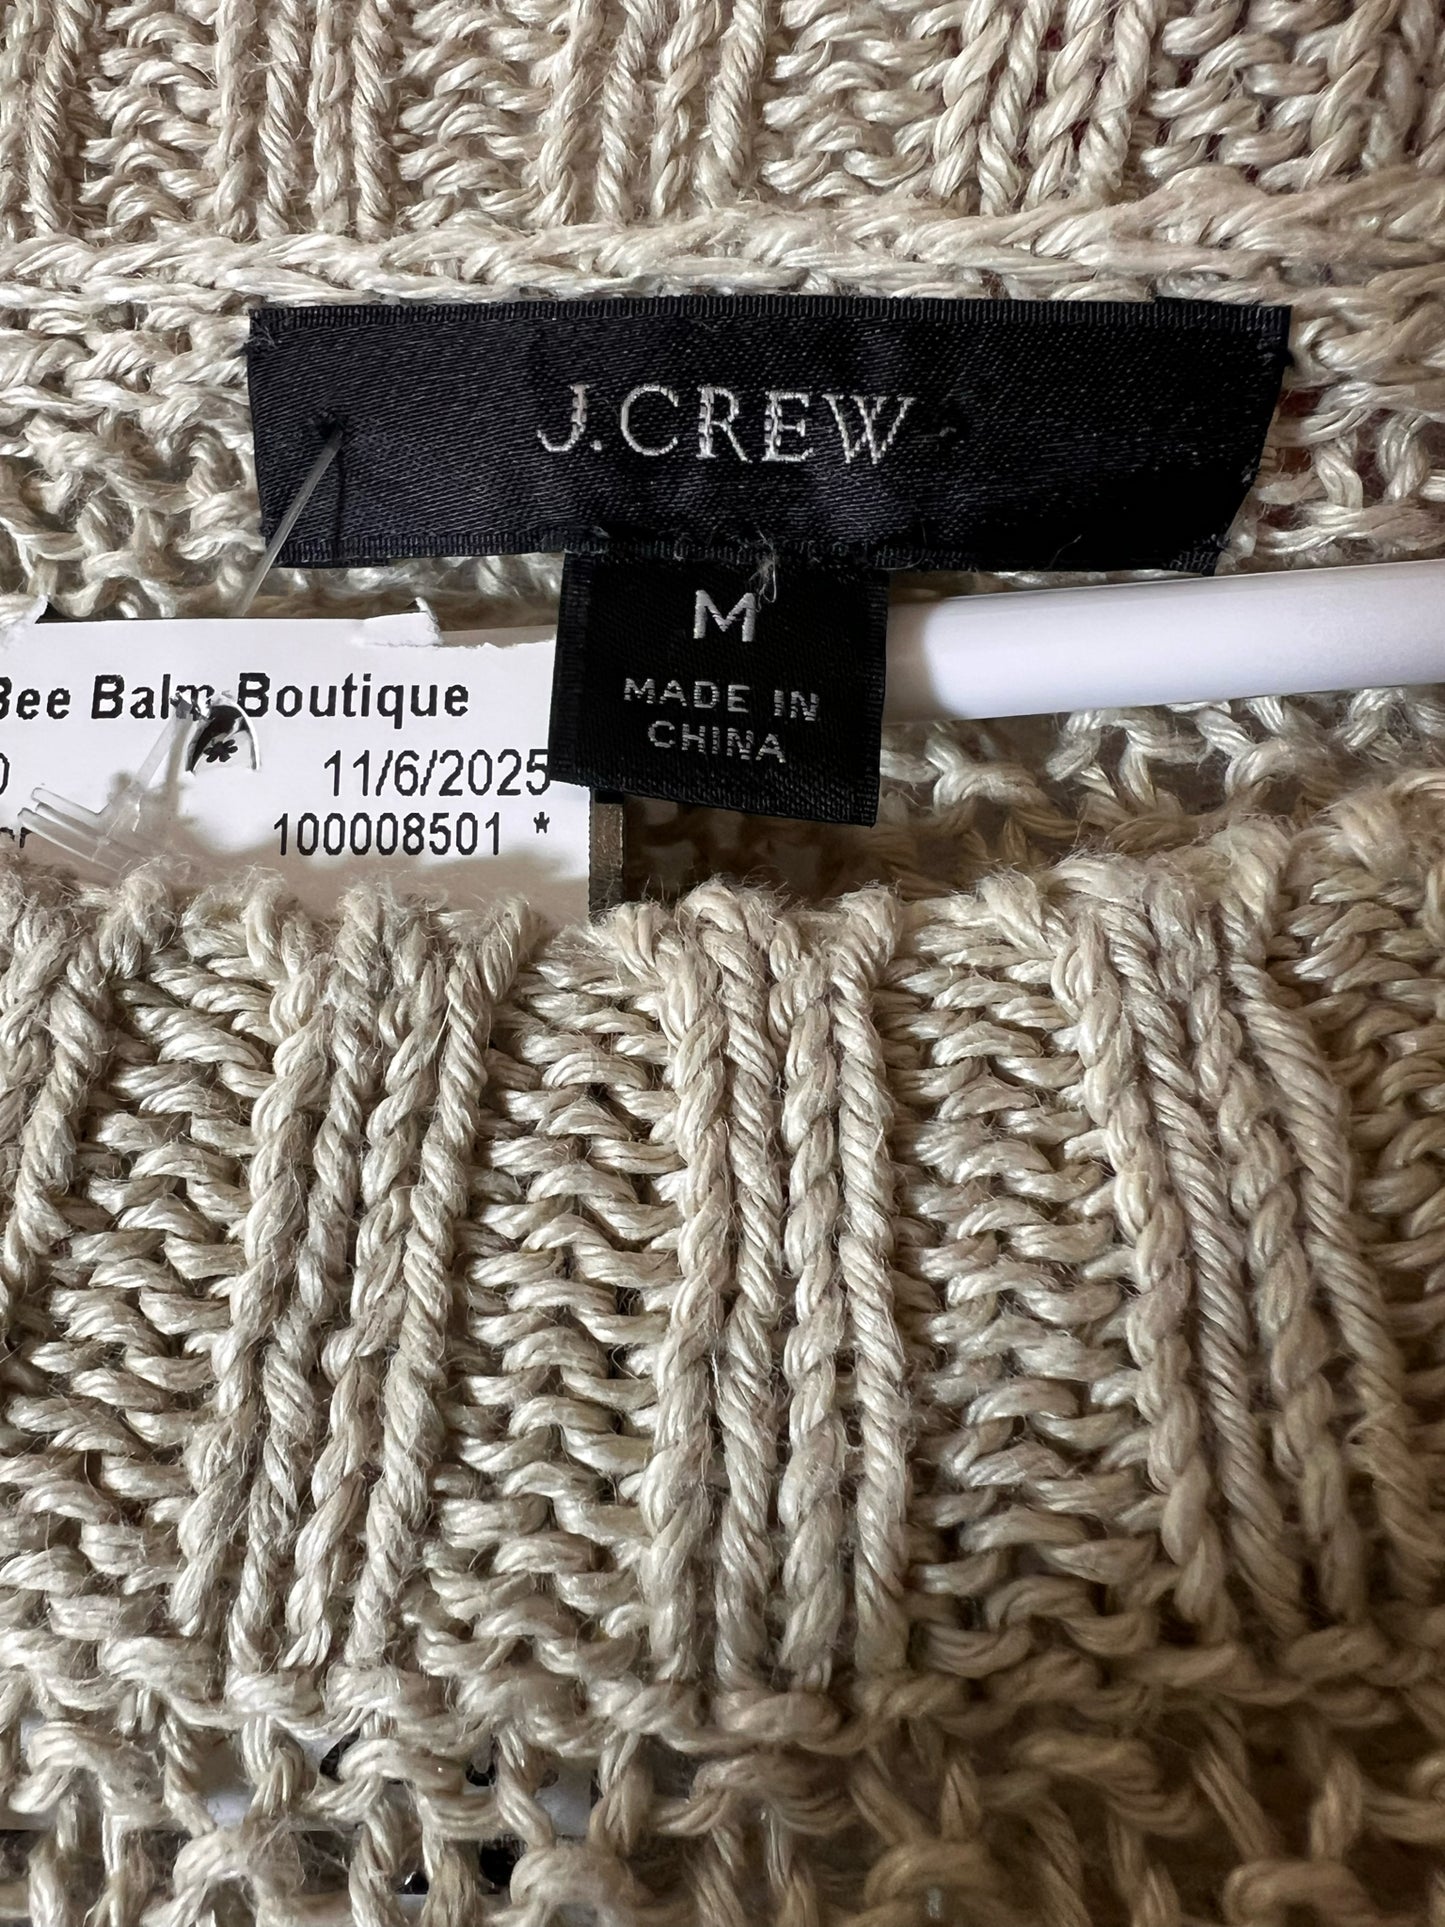 J.CREW
M
MADE IN
CHINA
Bee Balm Boutique
11/6/2025
100008501 *